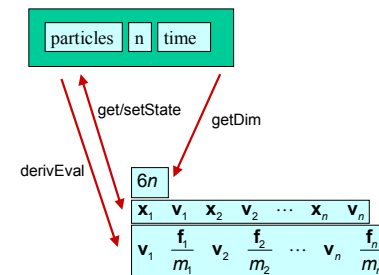 particles n time
get/setState
getDim
derivEval
6n
x₁ v₁ x₂ v₂ ⋯ xₙ vₙ
v₁ f₁/m₁ v₂ f₂/m₂ ⋯ vₙ fₙ/mₙ